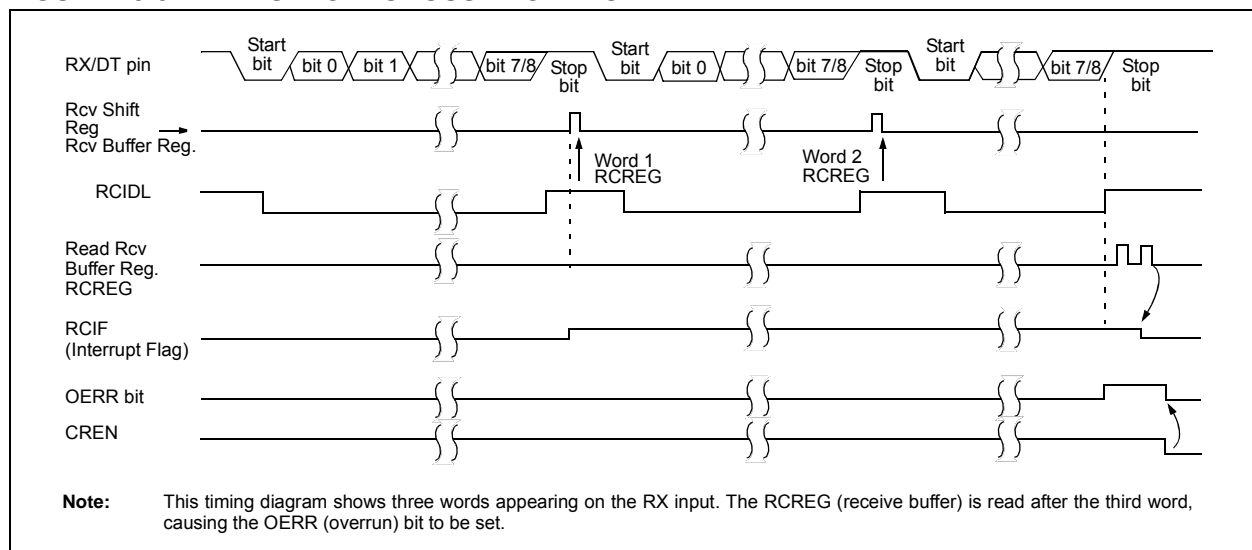 Start
bit
bit 0
bit 1
bit 7/8
Stop
bit
Start
bit
bit 0
bit 7/8
Stop
bit
Start
bit
bit 7/8
Stop
bit
RX/DT pin
Rcv Shift
Reg
Rcv Buffer Reg.
Word 1
RCREG
Word 2
RCREG
RCIDL
Read Rcv
Buffer Reg.
RCREG
RCIF
(Interrupt Flag)
OERR bit
CREN
Note: This timing diagram shows three words appearing on the RX input. The RCREG (receive buffer) is read after the third word,
causing the OERR (overrun) bit to be set.